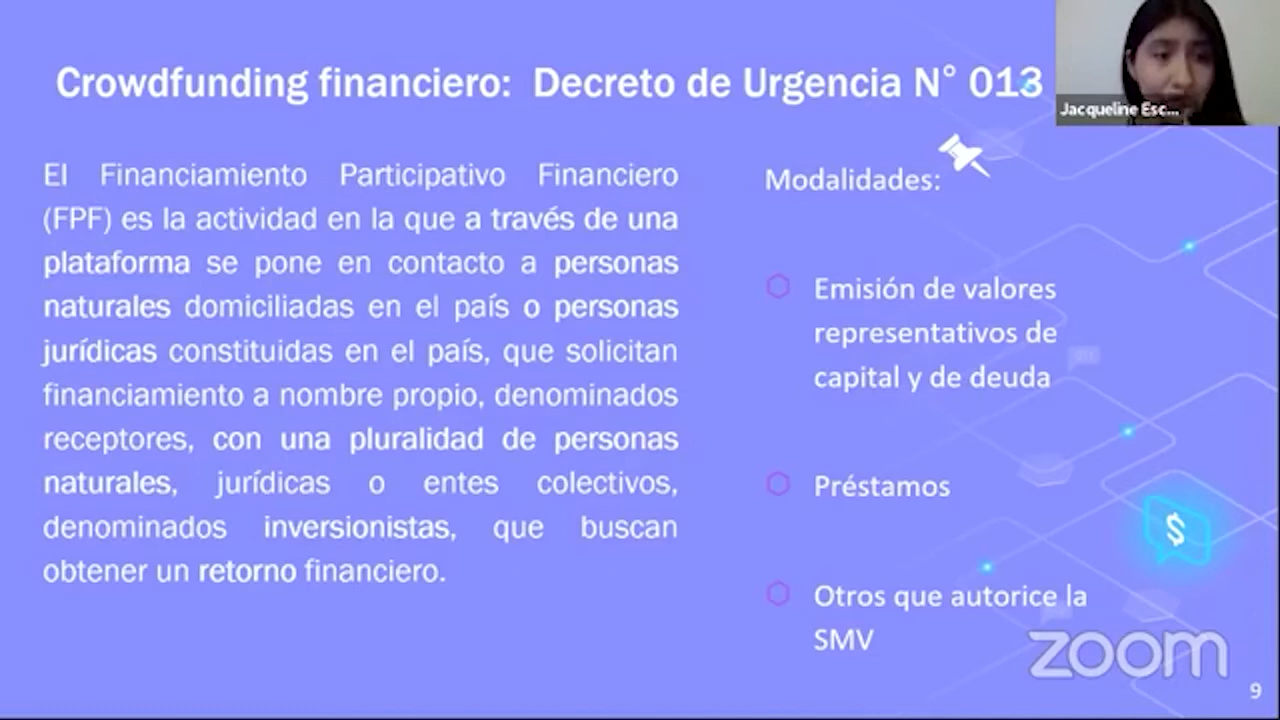 Crowdfunding financiero: Decreto de Urgencia N° 013
Jacqueline Esc...
El Financiamiento Participativo Financiero
(FPF) es la actividad en la que a través de una
plataforma se pone en contacto a personas
naturales domiciliadas en el país o personas
jurídicas constituidas en el país, que solicitan
financiamiento a nombre propio, denominados
receptores, con una pluralidad de personas
naturales, jurídicas o entes colectivos,
denominados inversionistas, que buscan
obtener un retorno financiero.
Modalidades:
Emisión de valores
representativos de
capital y de deuda
Préstamos
$
Otros que autorice la
SMV
zoom
9